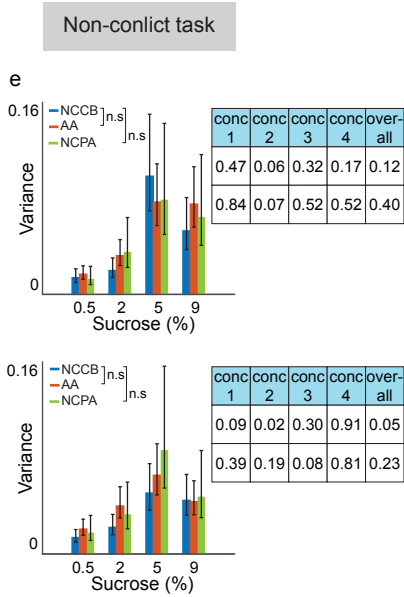 Non-conlict task
e
0.16
NCCB
AA
NCPA
n.s
n.s
Variance
0
0.5 2 5 9
Sucrose (%)
conc 1 conc 2 conc 3 conc 4 over-all
0.47 0.06 0.32 0.17 0.12
0.84 0.07 0.52 0.52 0.40
0.16
NCCB
AA
NCPA
n.s
n.s
Variance
0
0.5 2 5 9
Sucrose (%)
conc 1 conc 2 conc 3 conc 4 over-all
0.09 0.02 0.30 0.91 0.05
0.39 0.19 0.08 0.81 0.23